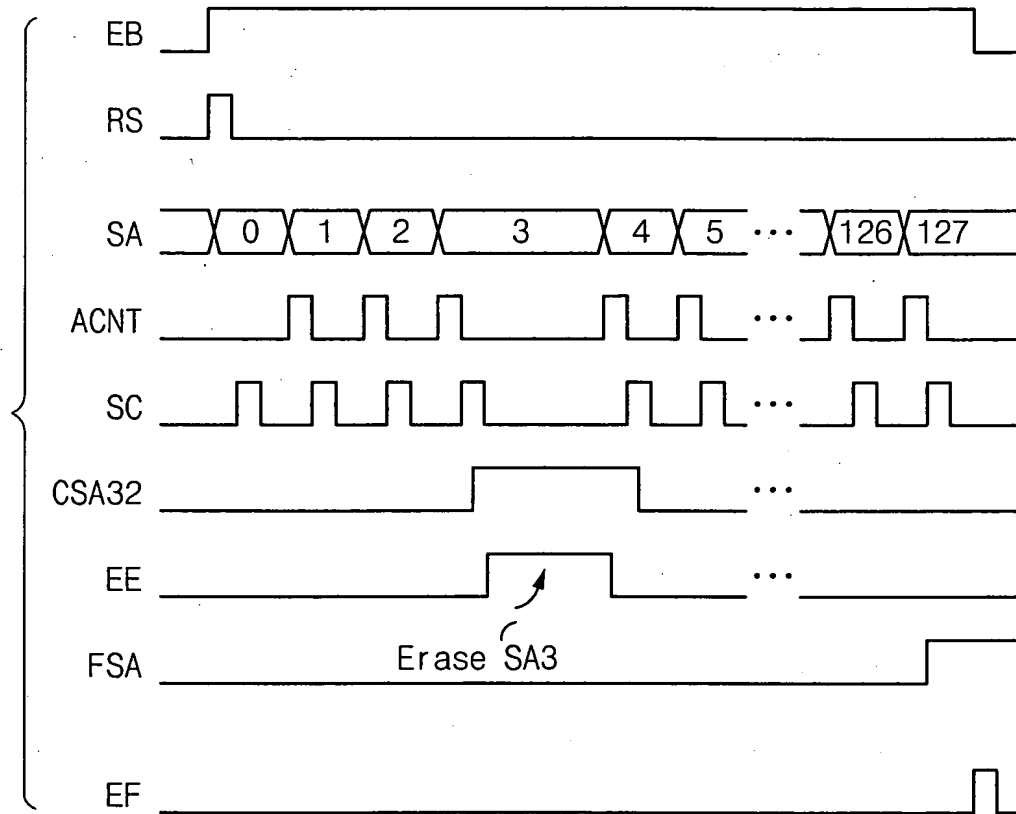 EB
RS
SA 0 1 2 3 4 5 ... 126 127
ACNT ...
SC ...
CSA32 ...
EE ...
Erase SA3
FSA
EF